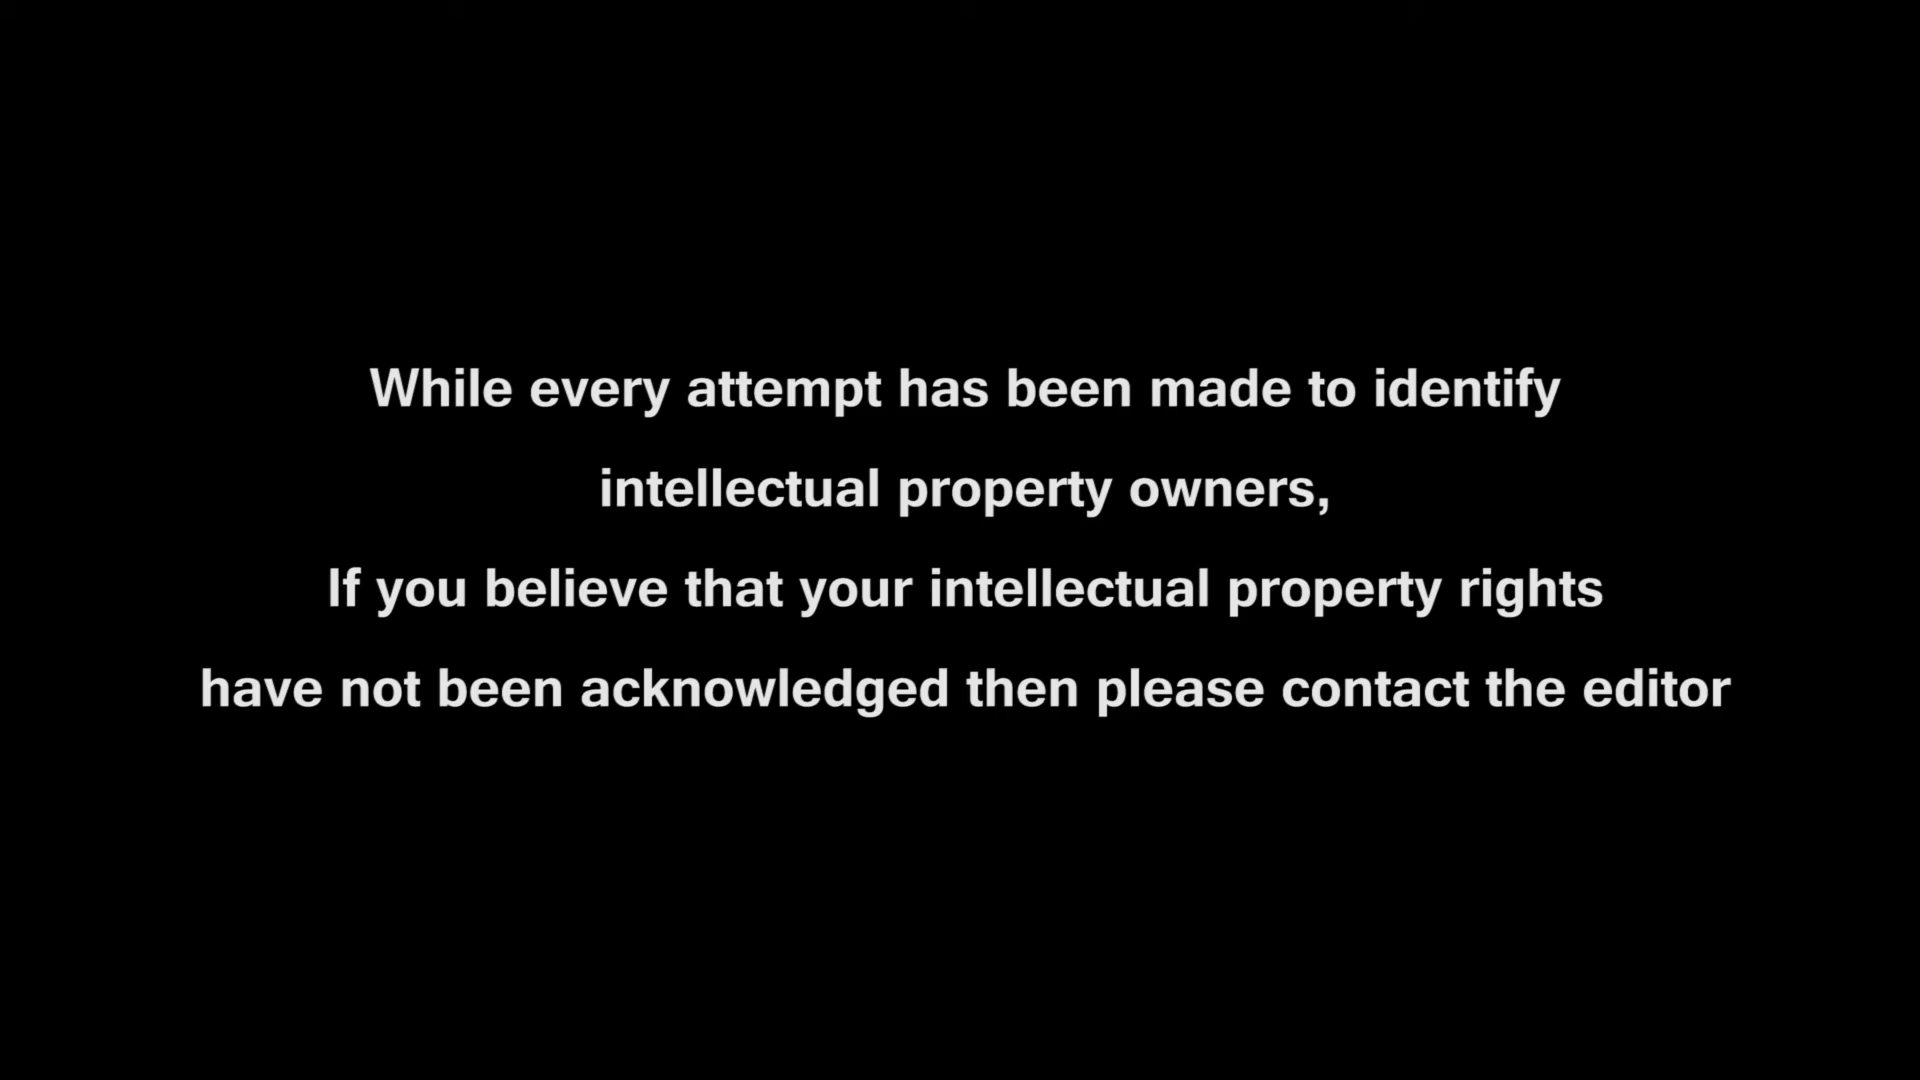 While every attempt has been made to identify
intellectual property owners,
If you believe that your intellectual property rights
have not been acknowledged then please contact the editor